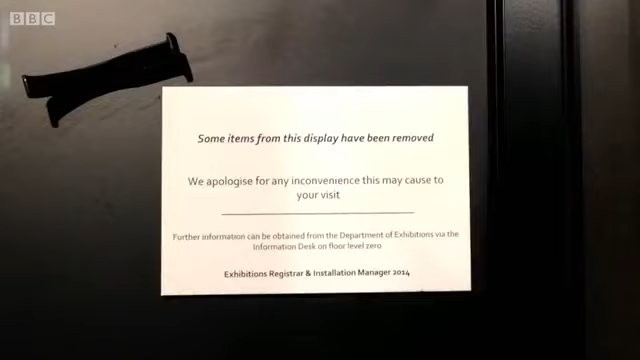 BBC
Some items from this display have been removed
We apologise for any inconvenience this may cause to
your visit
Further information can be obtained from the Department of Exhibitions via the
Information Desk on floor level zero
Exhibitions Registrar & Installation Manager 2014